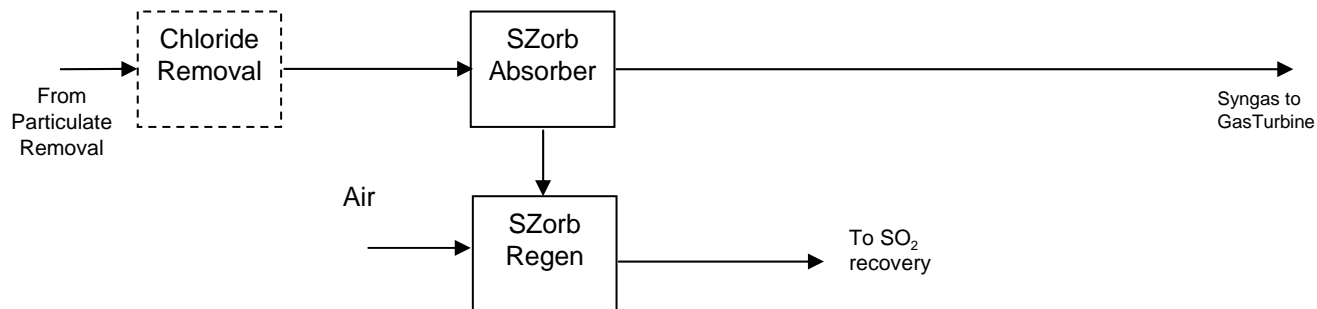 Chloride
Removal
SZorb
Absorber
From
Particulate
Removal
Syngas to
GasTurbine
Air
SZorb
Regen
To SO₂
recovery